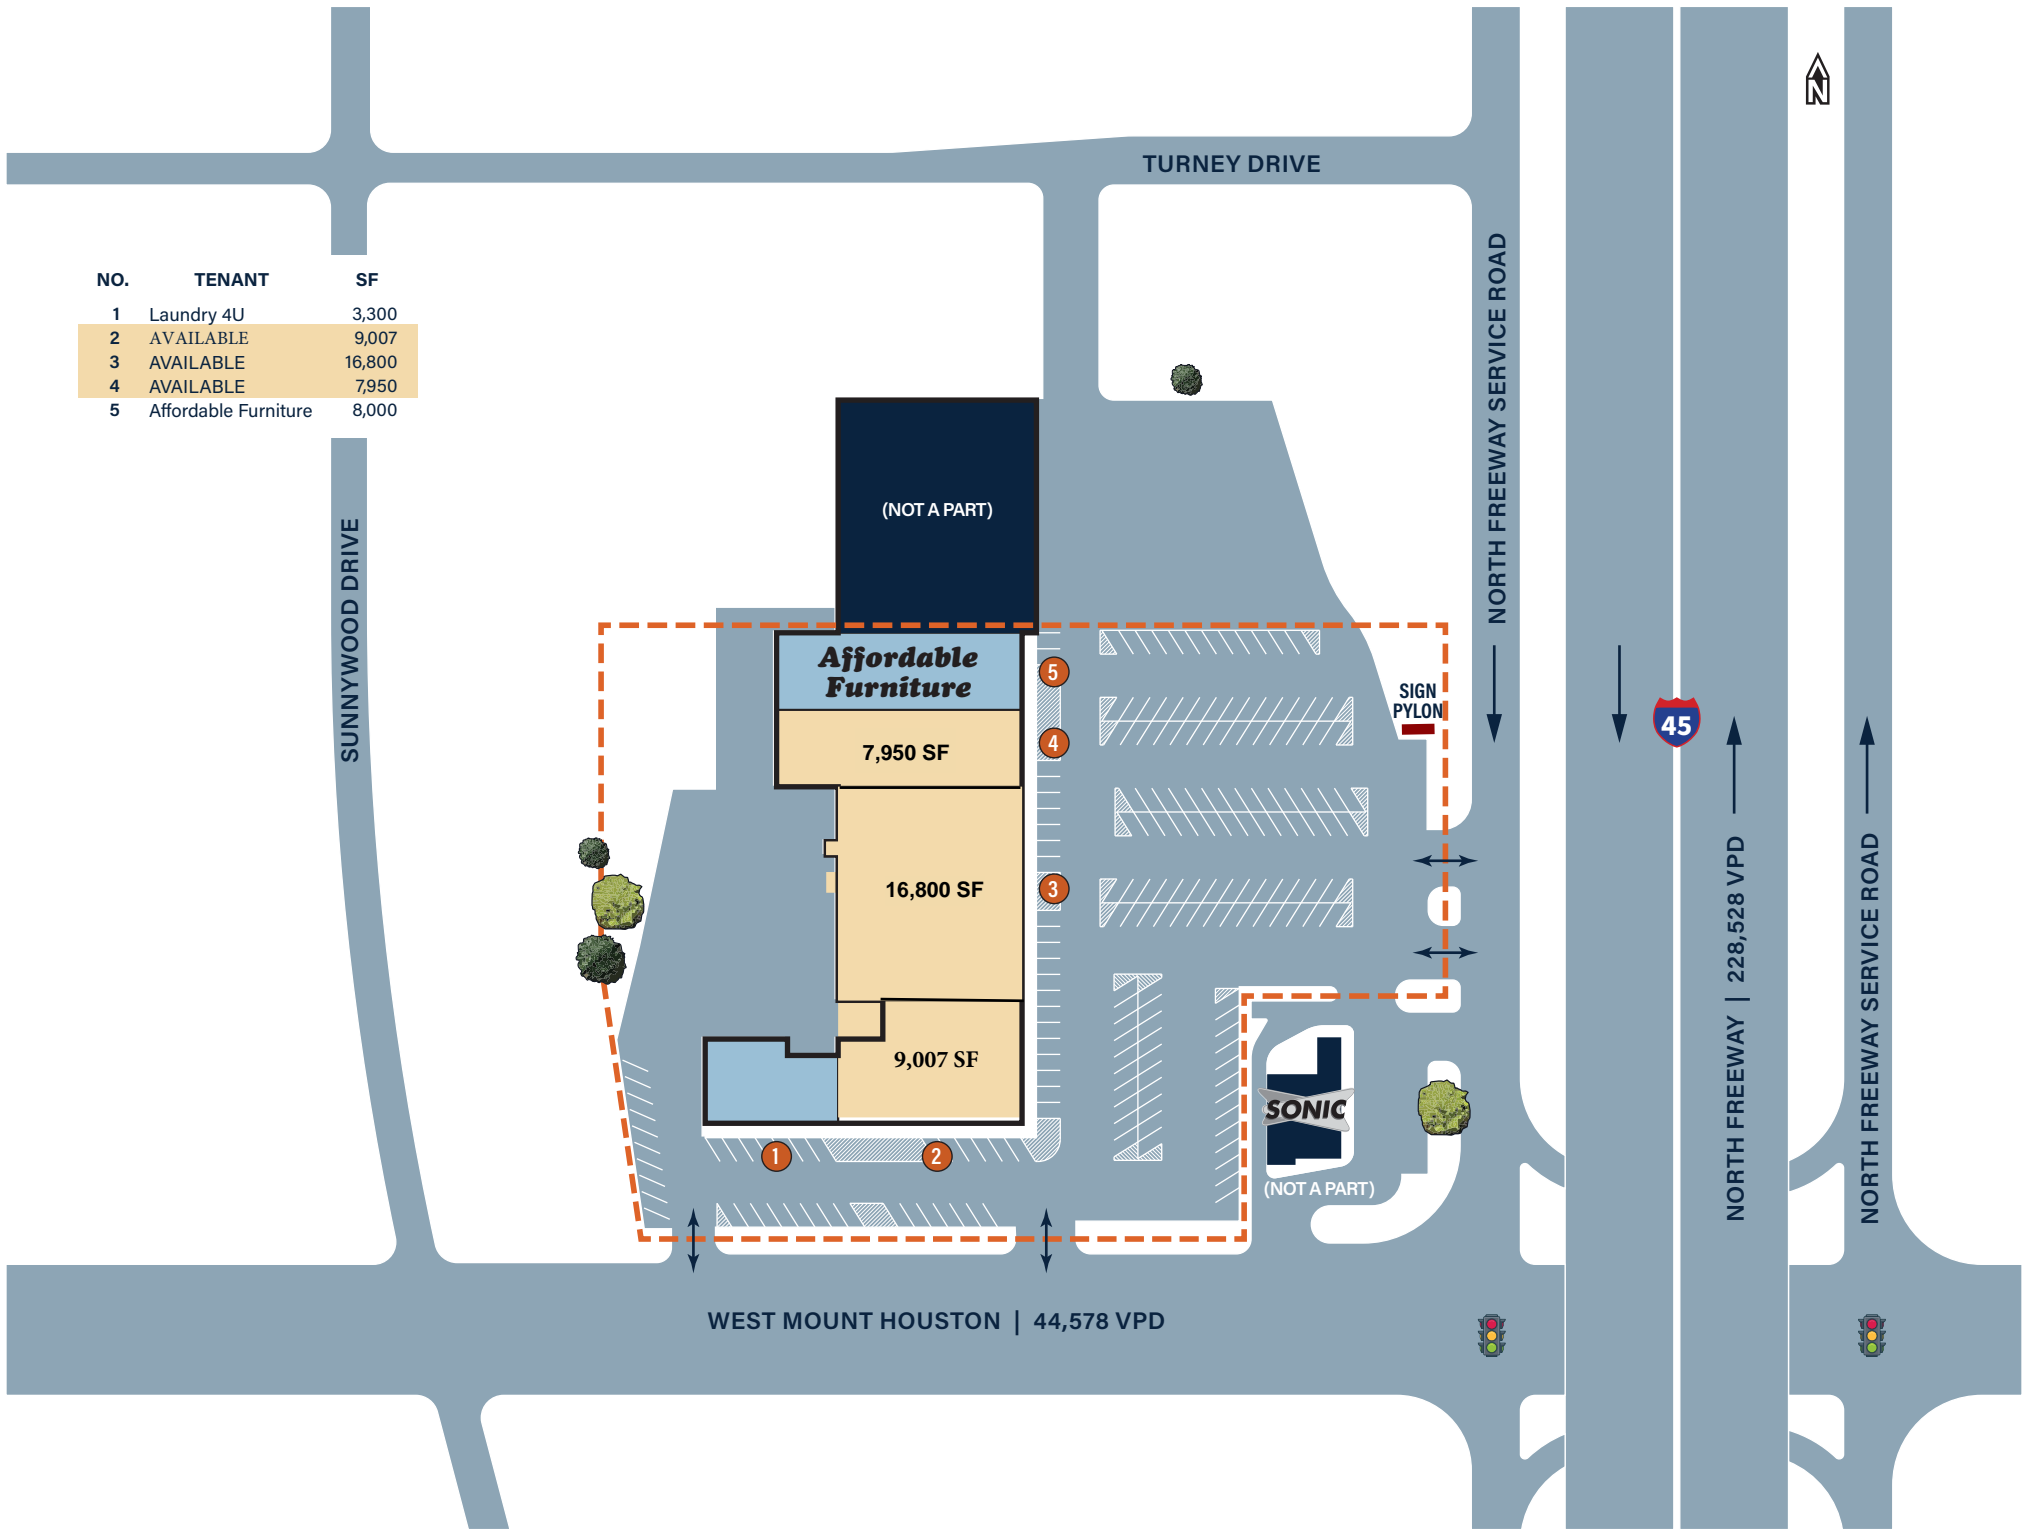 N
TURNEY DRIVE
NORTH FREEWAY SERVICE ROAD
NO. TENANT SF
1 Laundry 4U 3,300
2 AVAILABLE 9,007
3 AVAILABLE 16,800
4 AVAILABLE 7,950
5 Affordable Furniture 8,000
SUNNYWOOD DRIVE
(NOT A PART)
Affordable
Furniture
5
SIGN
PYLON
45
7,950 SF
4
16,800 SF
3
NORTH FREEWAY | 228,528 VPD
NORTH FREEWAY SERVICE ROAD
9,007 SF
SONIC
1
2
(NOT A PART)
WEST MOUNT HOUSTON | 44,578 VPD